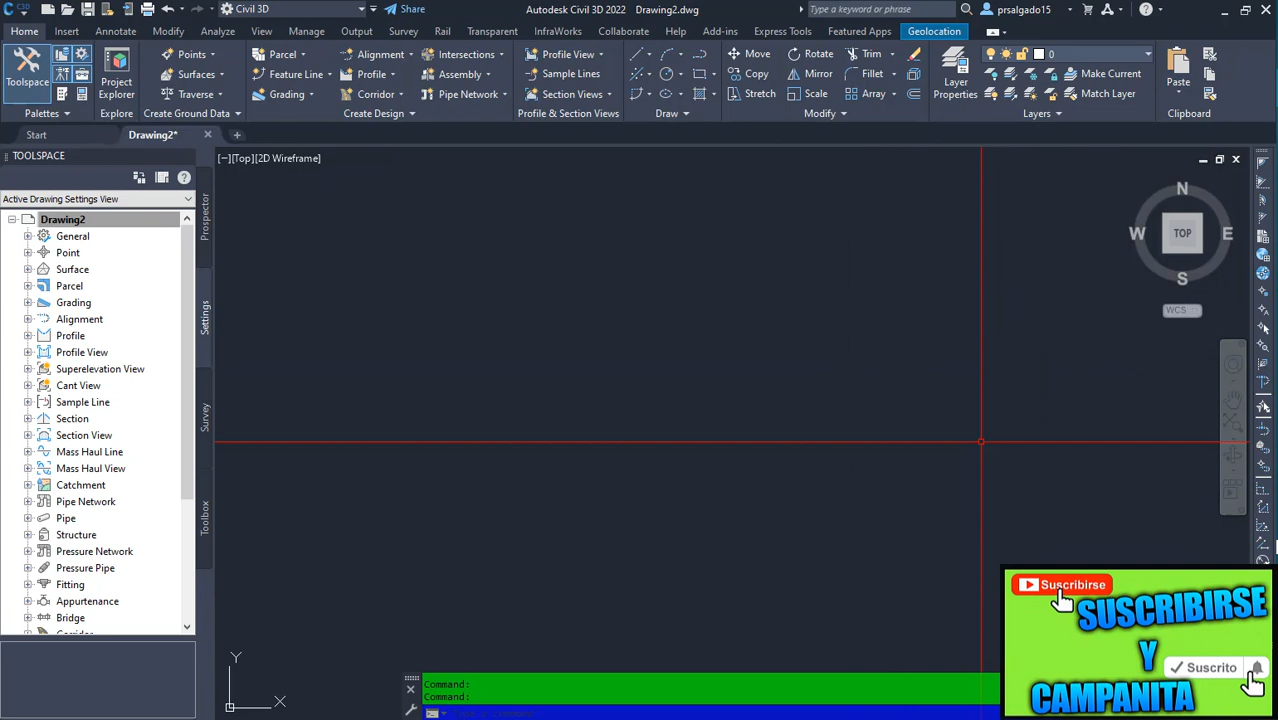 C3D
Civil 3D
Share
Autodesk Civil 3D 2022 Drawing2.dwg
Type a keyword or phrase
prsalgado15
Home Insert Annotate Modify Analyze View Manage Output Survey Rail Transparent InfraWorks Collaborate Help Add-ins Express Tools Featured Apps Geolocation
Points Parcel Alignment Intersections Profile View Move Rotate Trim 0
Surfaces Feature Line Profile Assembly Sample Lines Copy Mirror Fillet Make Current
Toolspace Project Explorer Layer Properties Paste
Traverse Grading Corridor Pipe Network Section Views Stretch Scale Array Match Layer
Palettes Explore Create Ground Data Create Design Profile & Section Views Draw Modify Layers Clipboard
Start Drawing2*
TOOLSPACE
[−][Top][2D Wireframe]
Active Drawing Settings View
Drawing2
General
Point
Surface
Parcel
Grading
Alignment
Profile
Profile View
Superelevation View
Cant View
Sample Line
Section
Section View
Mass Haul Line
Mass Haul View
Catchment
Pipe Network
Pipe
Structure
Pressure Network
Pressure Pipe
Fitting
Appurtenance
Bridge
Corridor
Prospector
Settings
Survey
Toolbox
N
W TOP E
S
WCS
Y
X
Command:
Command:
Suscribirse
SUSCRIBIRSE
Y
Suscrito
CAMPANITA